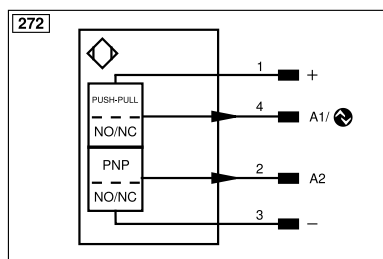 272
1 +
PUSH-PULL
4 A1/
NO/NC
PNP
2 A2
NO/NC
3 –